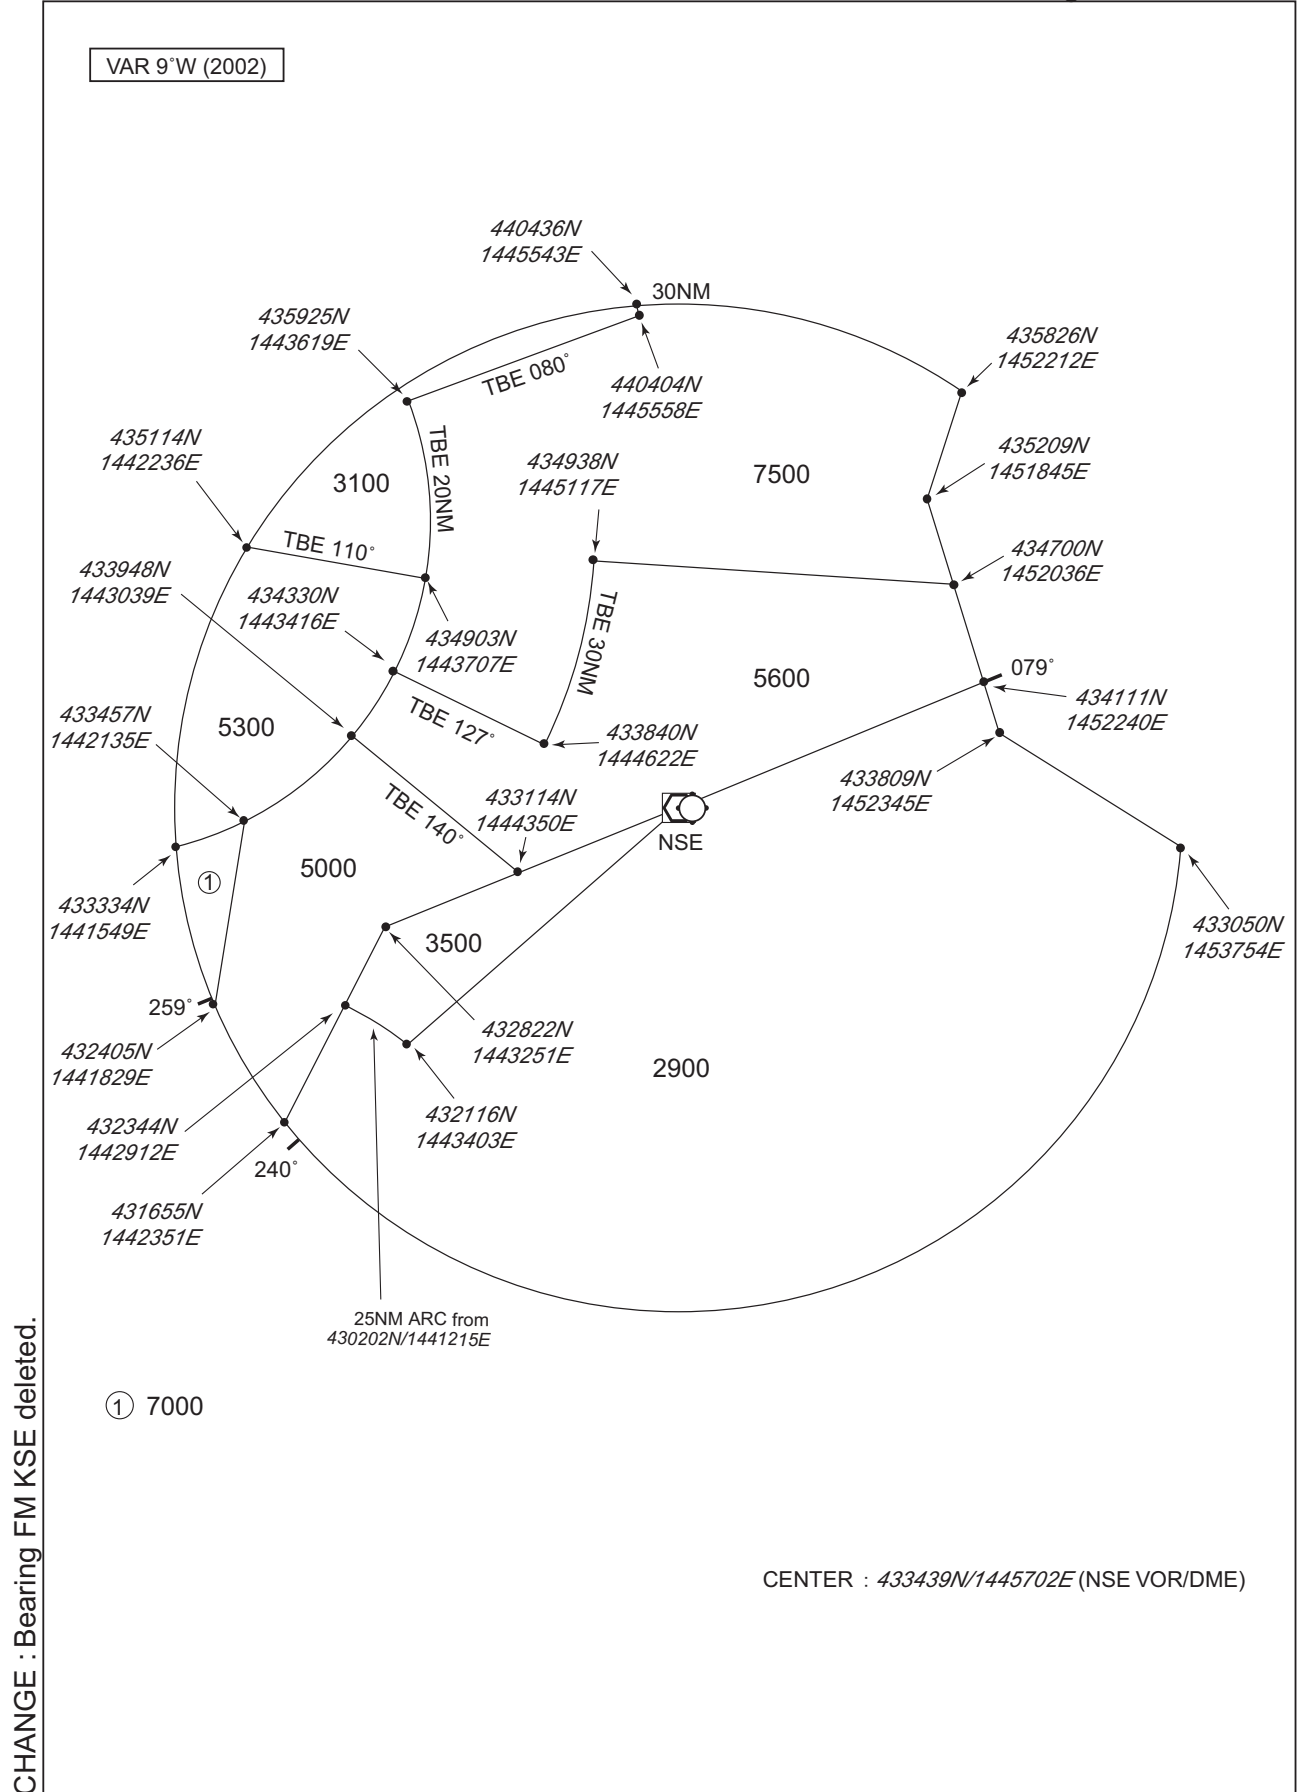 VAR 9°W (2002)
440436N
1445543E
30NM
435925N
1443619E
TBE 080°
440404N
1445558E
435826N
1452212E
435114N
1442236E
TBE 20NM
3100
434938N
1445117E
7500
435209N
1451845E
TBE 110°
433948N
1443039E
434330N
1443416E
434903N
1443707E
TBE 30NM
434700N
1452036E
5600
079°
434111N
1452240E
433457N
1442135E
5300
TBE 127°
433840N
1444622E
433809N
1452345E
TBE 140°
433114N
1444350E
NSE
5000
1
433334N
1441549E
3500
433050N
1453754E
259°
432405N
1441829E
432822N
1443251E
2900
432344N
1442912E
432116N
1443403E
240°
431655N
1442351E
25NM ARC from
430202N/1441215E
1 7000
CENTER : 433439N/1445702E (NSE VOR/DME)
CHANGE : Bearing FM KSE deleted.